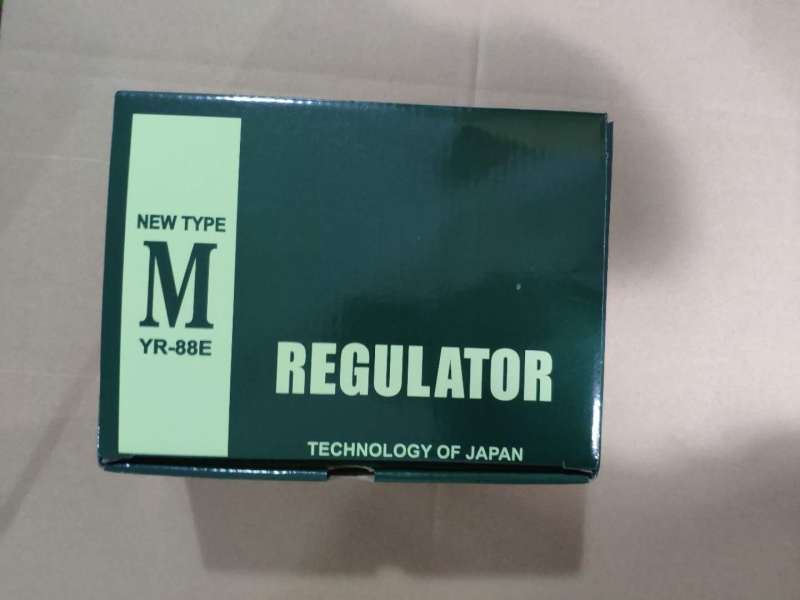 NEW TYPE
M
YR-88E
REGULATOR
TECHNOLOGY OF JAPAN